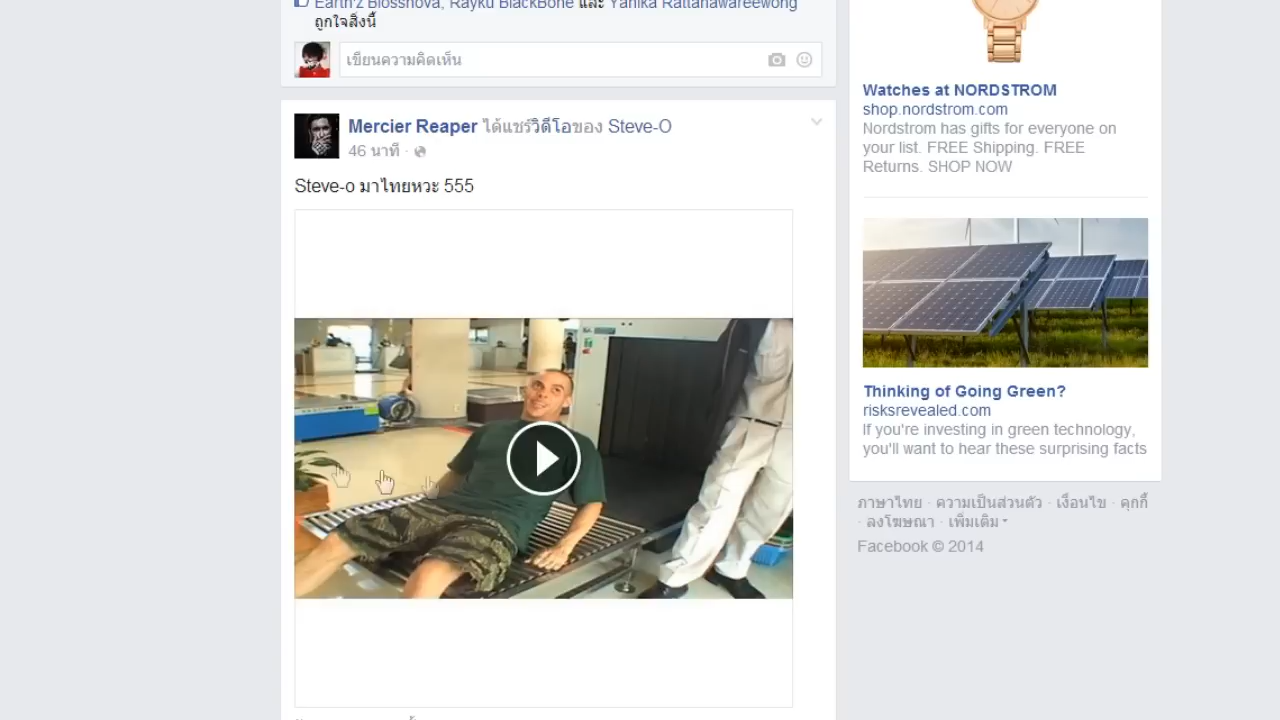 Earth'z Blossnova, Rayku BlackBone และ Yanika Rattanawareewong
ถูกใจสิ่งนี้
เขียนความคิดเห็น
Mercier Reaper ได้แชร์วิดีโอของ Steve-O
46 นาที ·
Steve-o มาไทยหวะ 555
Watches at NORDSTROM
shop.nordstrom.com
Nordstrom has gifts for everyone on
your list. FREE Shipping. FREE
Returns. SHOP NOW
Thinking of Going Green?
risksrevealed.com
If you're investing in green technology,
you'll want to hear these surprising facts
ภาษาไทย · ความเป็นส่วนตัว · เงื่อนไข · คุกกี้
· ลงโฆษณา · เพิ่มเติม
Facebook © 2014